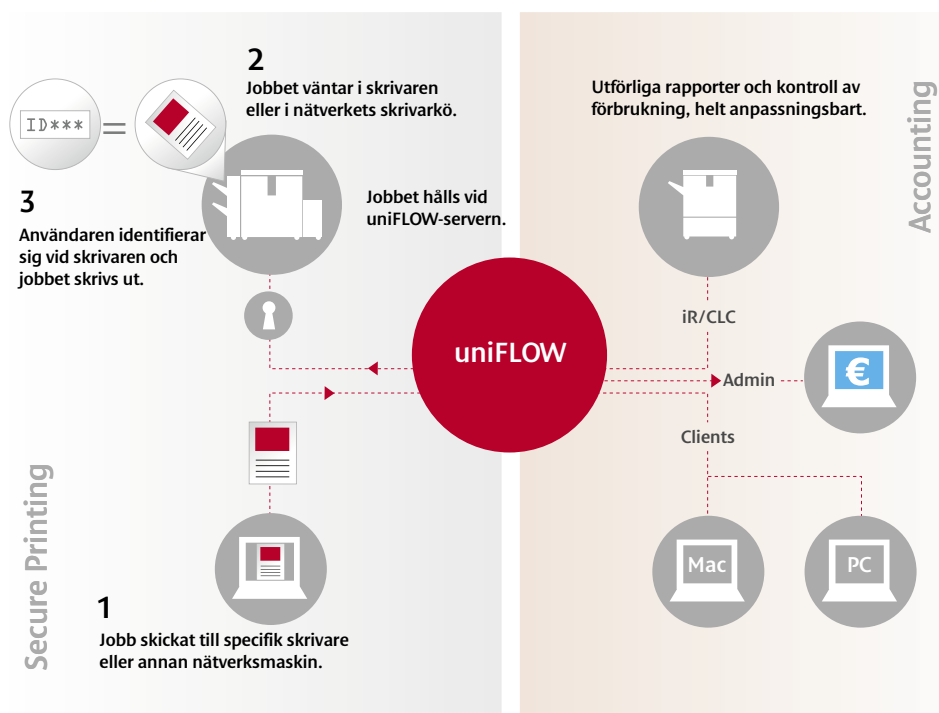 2
Jobbet väntar i skrivaren
eller i nätverkets skrivarkö.
ID***
=
3
Användaren identifierar
sig vid skrivaren och
jobbet skrivs ut.
Jobbet hålls vid
uniFLOW-servern.
Utförliga rapporter och kontroll av
förbrukning, helt anpassningsbart.
Accounting
uniFLOW
iR/CLC
Admin
€
Clients
Mac
PC
Secure Printing
1
Jobb skickat till specifik skrivare
eller annan nätverksmaskin.